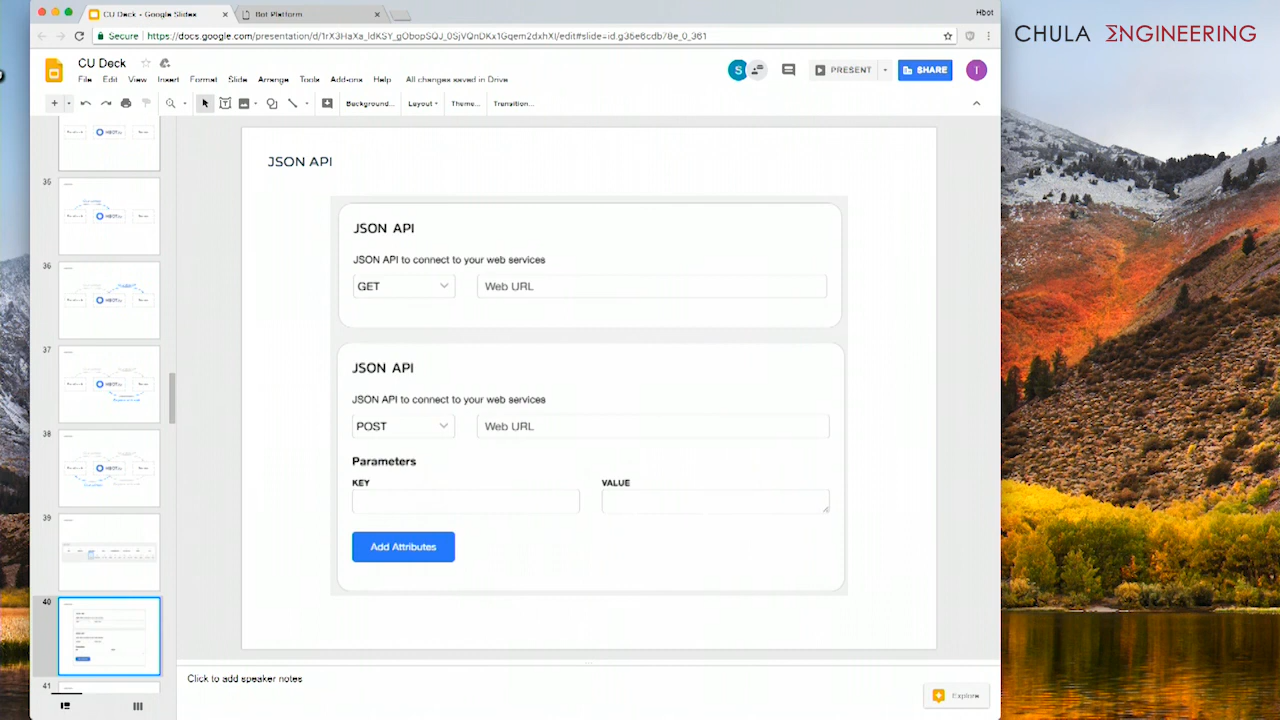 CU Deck - Google Slides
Bot Platform
Hbot
Secure
CHULA ΣNGINEERING
CU Deck
File Edit View Insert Format Slide Arrange Tools Add-ons Help All changes saved in Drive
S
PRESENT
SHARE
T
Background... Layout Theme... Transition...
JSON API
JSON API
JSON API to connect to your web services
GET
Web URL
JSON API
JSON API to connect to your web services
POST
Web URL
Parameters
KEY
VALUE
Add Attributes
35
36
37
38
39
40
41
Click to add speaker notes
Explore